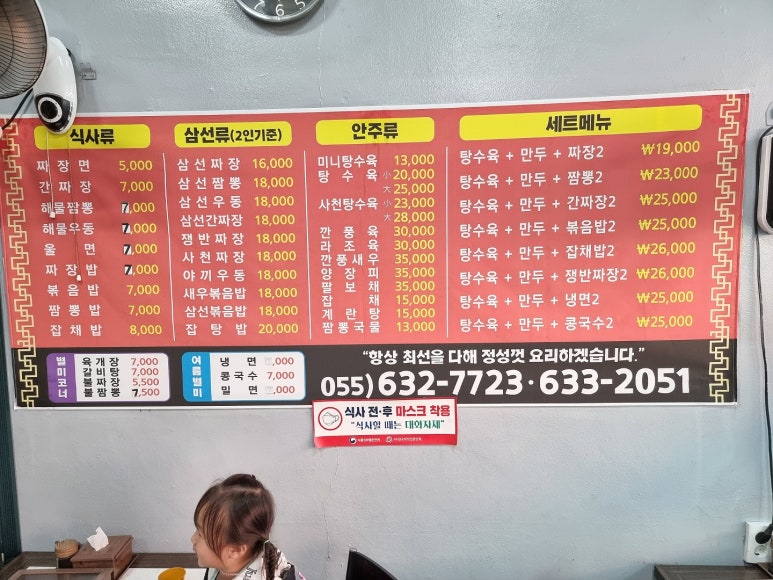 식사류
짜장면 5,000
간짜장 7,000
해물짬뽕 7,000
해물우동 7,000
울면 7,000
짜장밥 7,000
볶음밥 7,000
짬뽕밥 7,000
잡채밥 8,000
삼선류(2인기준)
삼선짜장 16,000
삼선짬뽕 18,000
삼선우동 18,000
삼선간짜장 18,000
쟁반짜장 18,000
사천짜장 18,000
야끼우동 18,000
새우볶음밥 18,000
삼선볶음밥 18,000
잡탕밥 20,000
안주류
미니탕수육 13,000
탕수육 小 20,000
大 25,000
사천탕수육 小 23,000
大 28,000
깐풍육 30,000
라조육 30,000
깐풍새우 35,000
양장피 35,000
팔보채 35,000
잡채 15,000
계란탕 15,000
짬뽕국물 13,000
세트메뉴
탕수육 + 만두 + 짜장2 ₩19,000
탕수육 + 만두 + 짬뽕2 ₩23,000
탕수육 + 만두 + 간짜장2 ₩25,000
탕수육 + 만두 + 볶음밥2 ₩25,000
탕수육 + 만두 + 잡채밥2 ₩26,000
탕수육 + 만두 + 쟁반짜장2 ₩26,000
탕수육 + 만두 + 냉면2 ₩25,000
탕수육 + 만두 + 콩국수2 ₩25,000
별미코너
육개장 7,000
갈비탕 7,000
불짜장 5,500
불짬뽕 7,500
여름별미
냉면 ,000
콩국수 7,000
밀면 ,000
“항상 최선을 다해 정성껏 요리하겠습니다.”
055) 632-7723 · 633-2051
식사 전·후 마스크 착용
"식사할 때는 대화자제"